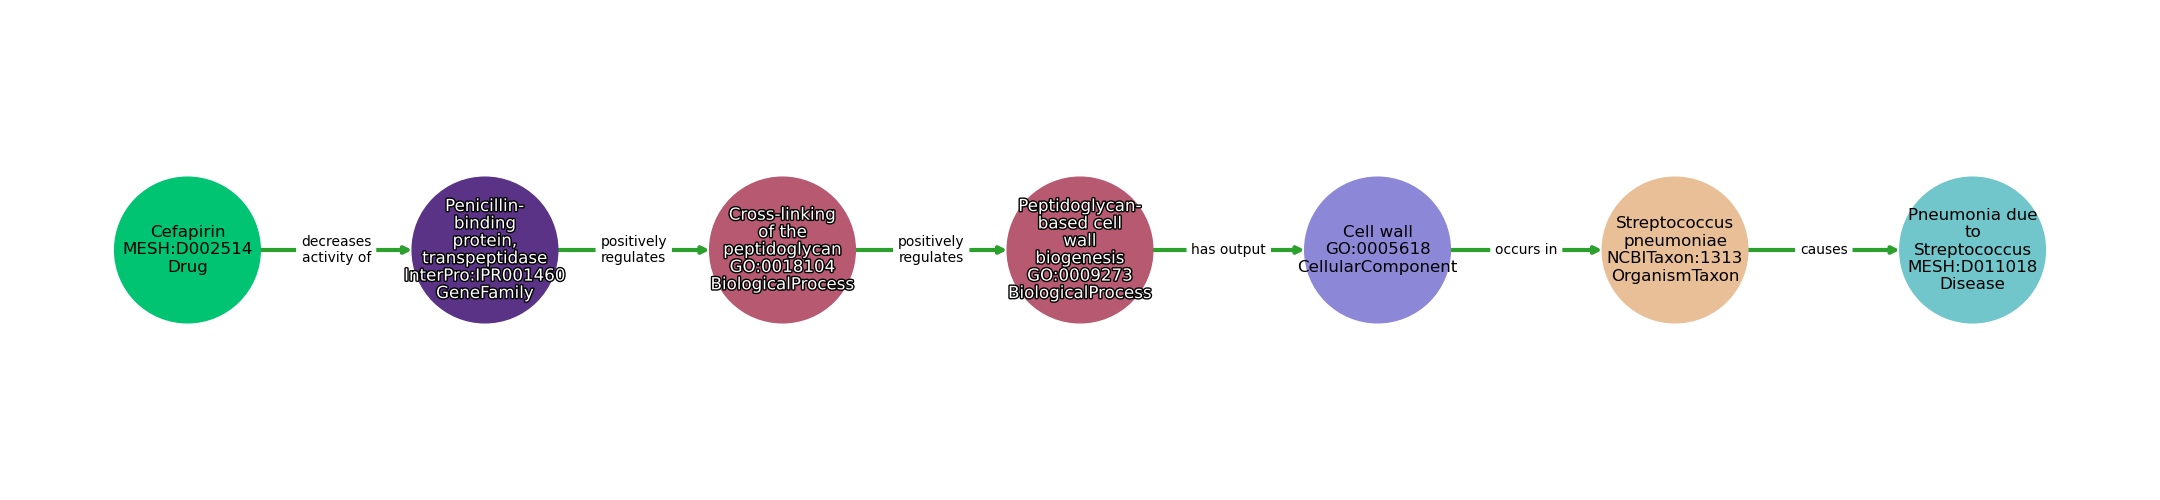 Cefapirin
MESH:D002514
Drug
decreases
activity of
Penicillin-
binding
protein,
transpeptidase
InterPro:IPR001460
GeneFamily
positively
regulates
Cross-linking
of the
peptidoglycan
GO:0018104
BiologicalProcess
positively
regulates
Peptidoglycan-
based cell
wall
biogenesis
GO:0009273
BiologicalProcess
has output
Cell wall
GO:0005618
CellularComponent
occurs in
Streptococcus
pneumoniae
NCBITaxon:1313
OrganismTaxon
causes
Pneumonia due
to
Streptococcus
MESH:D011018
Disease